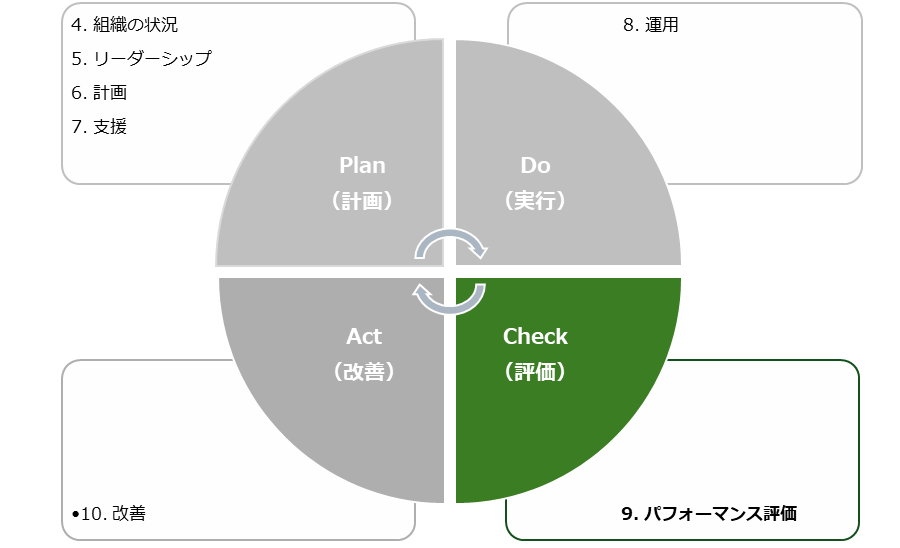 4. 組織の状況
5. リーダーシップ
6. 計画
7. 支援
8. 運用
Plan
（計画）
Do
（実行）
Act
（改善）
Check
（評価）
•10. 改善
9. パフォーマンス評価